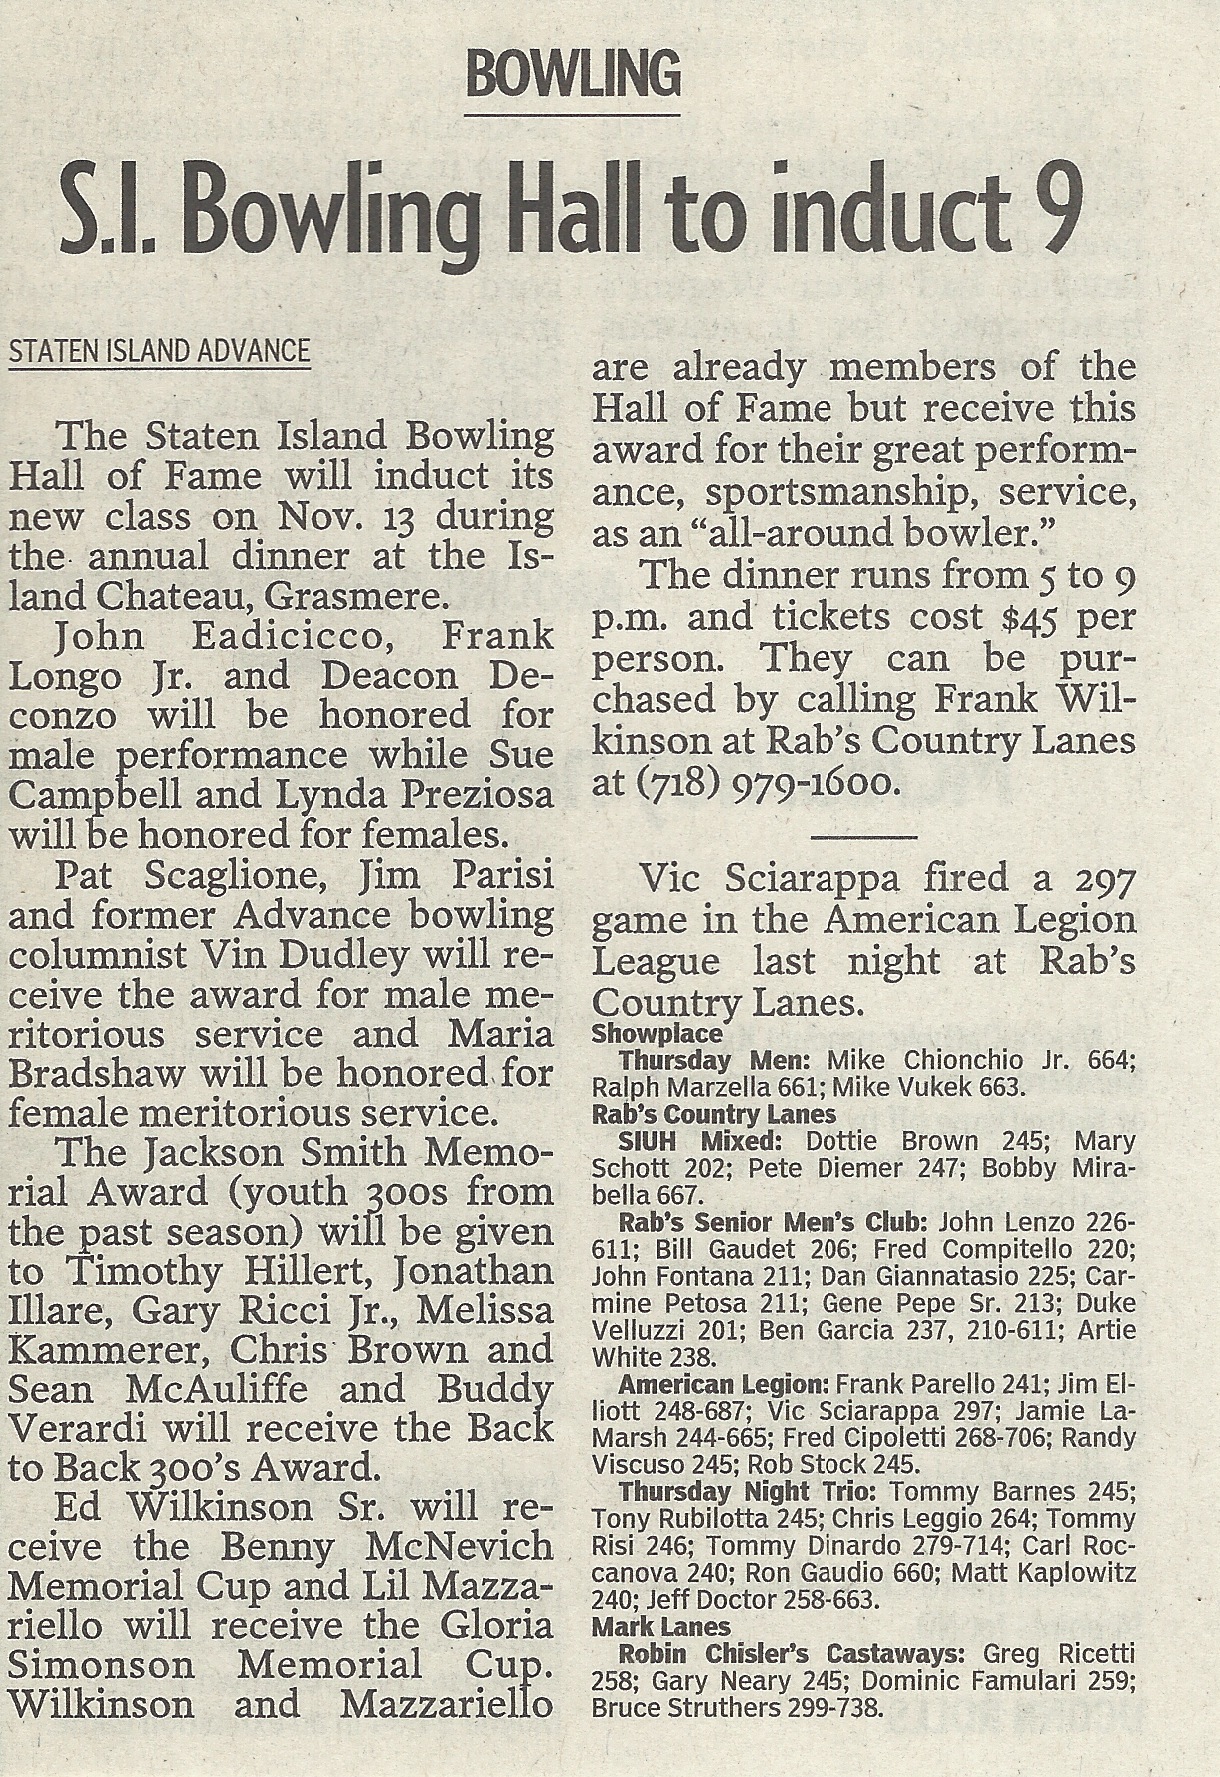 BOWLING
S.I. Bowling Hall to induct 9
STATEN ISLAND ADVANCE
The Staten Island Bowling
Hall of Fame will induct its
new class on Nov. 13 during
the annual dinner at the Is-
land Chateau, Grasmere.
John Eadicicco, Frank
Longo Jr. and Deacon De-
conzo will be honored for
male performance while Sue
Campbell and Lynda Preziosa
will be honored for females.
Pat Scaglione, Jim Parisi
and former Advance bowling
columnist Vin Dudley will re-
ceive the award for male me-
ritorious service and Maria
Bradshaw will be honored for
female meritorious service.
The Jackson Smith Memo-
rial Award (youth 300s from
the past season) will be given
to Timothy Hillert, Jonathan
Illare, Gary Ricci Jr., Melissa
Kammerer, Chris Brown and
Sean McAuliffe and Buddy
Verardi will receive the Back
to Back 300's Award.
Ed Wilkinson Sr. will re-
ceive the Benny McNevich
Memorial Cup and Lil Mazza-
riello will receive the Gloria
Simonson Memorial Cup.
Wilkinson and Mazzariello
are already members of the
Hall of Fame but receive this
award for their great perform-
ance, sportsmanship, service,
as an “all-around bowler.”
The dinner runs from 5 to 9
p.m. and tickets cost $45 per
person. They can be pur-
chased by calling Frank Wil-
kinson at Rab's Country Lanes
at (718) 979-1600.
Vic Sciarappa fired a 297
game in the American Legion
League last night at Rab's
Country Lanes.
Showplace
Thursday Men: Mike Chionchio Jr. 664;
Ralph Marzella 661; Mike Vukek 663.
Rab's Country Lanes
SIUH Mixed: Dottie Brown 245; Mary
Schott 202; Pete Diemer 247; Bobby Mira-
bella 667.
Rab's Senior Men's Club: John Lenzo 226-
611; Bill Gaudet 206; Fred Compitello 220;
John Fontana 211; Dan Giannatasio 225; Car-
mine Petosa 211; Gene Pepe Sr. 213; Duke
Velluzzi 201; Ben Garcia 237, 210-611; Artie
White 238.
American Legion: Frank Parello 241; Jim El-
liott 248-687; Vic Sciarappa 297; Jamie La-
Marsh 244-665; Fred Cipoletti 268-706; Randy
Viscuso 245; Rob Stock 245.
Thursday Night Trio: Tommy Barnes 245;
Tony Rubilotta 245; Chris Leggio 264; Tommy
Risi 246; Tommy Dinardo 279-714; Carl Roc-
canova 240; Ron Gaudio 660; Matt Kaplowitz
240; Jeff Doctor 258-663.
Mark Lanes
Robin Chisler's Castaways: Greg Ricetti
258; Gary Neary 245; Dominic Famulari 259;
Bruce Struthers 299-738.